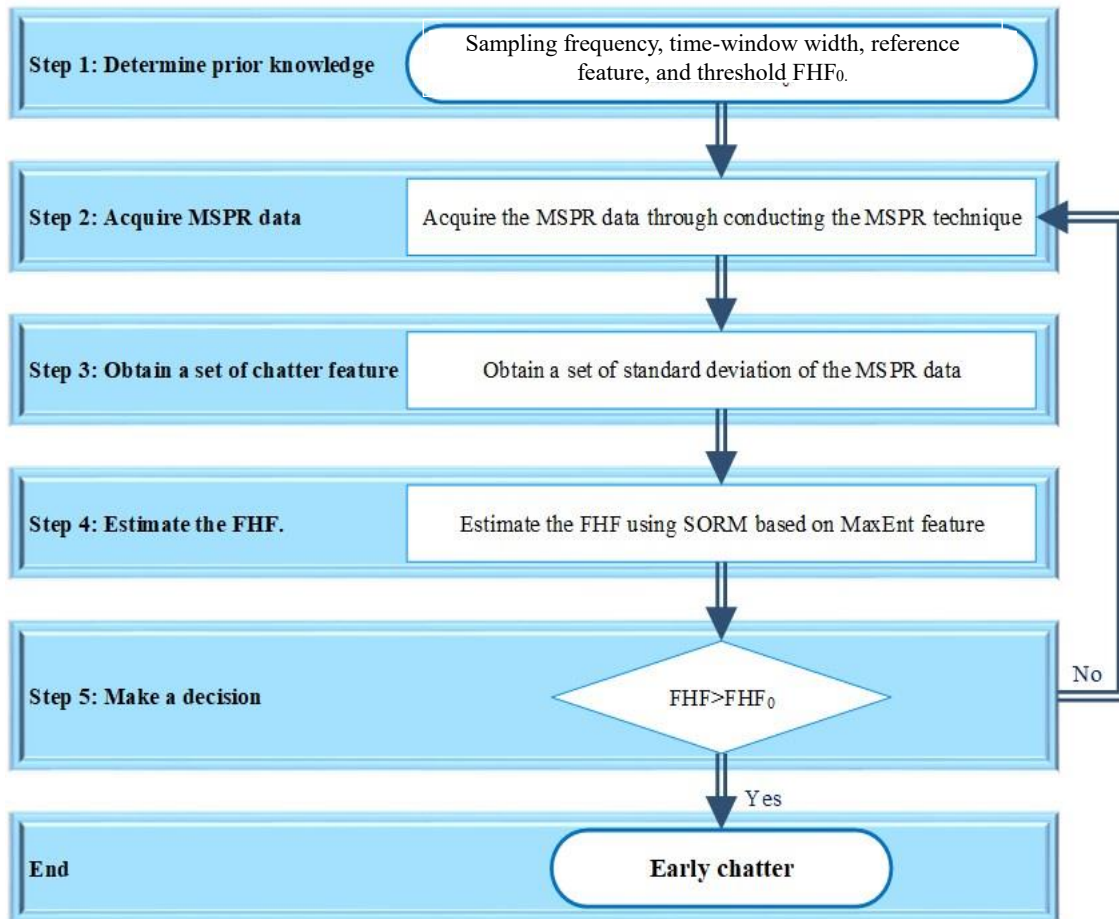 Step 1: Determine prior knowledge
Sampling frequency, time-window width, reference
feature, and threshold FHF₀.
Step 2: Acquire MSPR data
Acquire the MSPR data through conducting the MSPR technique
Step 3: Obtain a set of chatter feature
Obtain a set of standard deviation of the MSPR data
Step 4: Estimate the FHF.
Estimate the FHF using SORM based on MaxEnt feature
Step 5: Make a decision
FHF>FHF₀
No
Yes
End
Early chatter